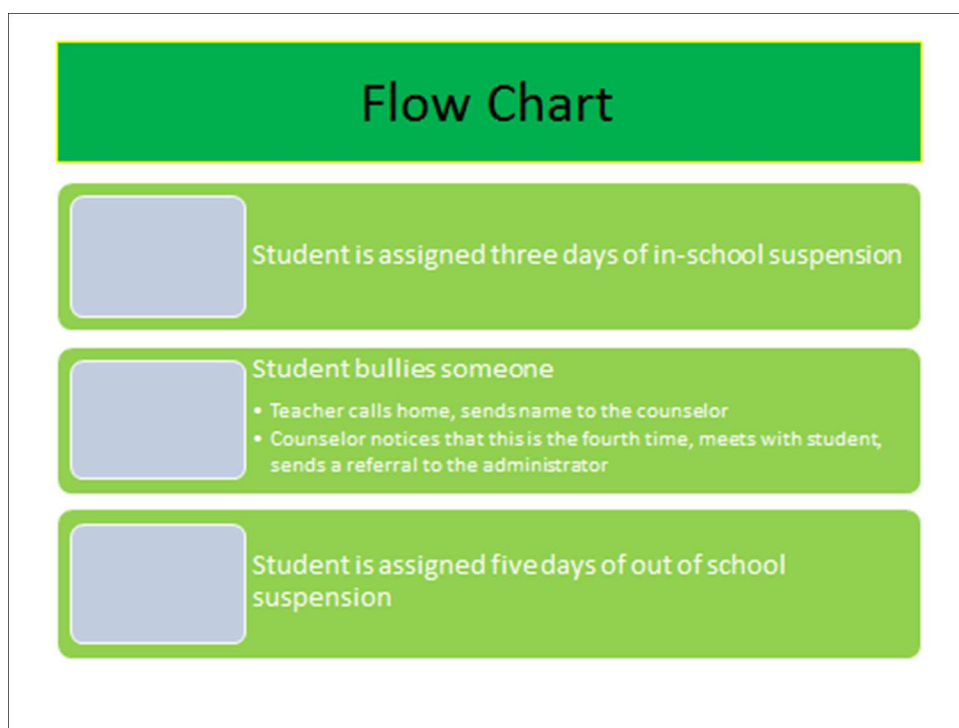 Flow Chart
Student is assigned three days of in-school suspension
Student bullies someone
• Teacher calls home, sends name to the counselor
• Counselor notices that this is the fourth time, meets with student,
sends a referral to the administrator
Student is assigned five days of out of school
suspension